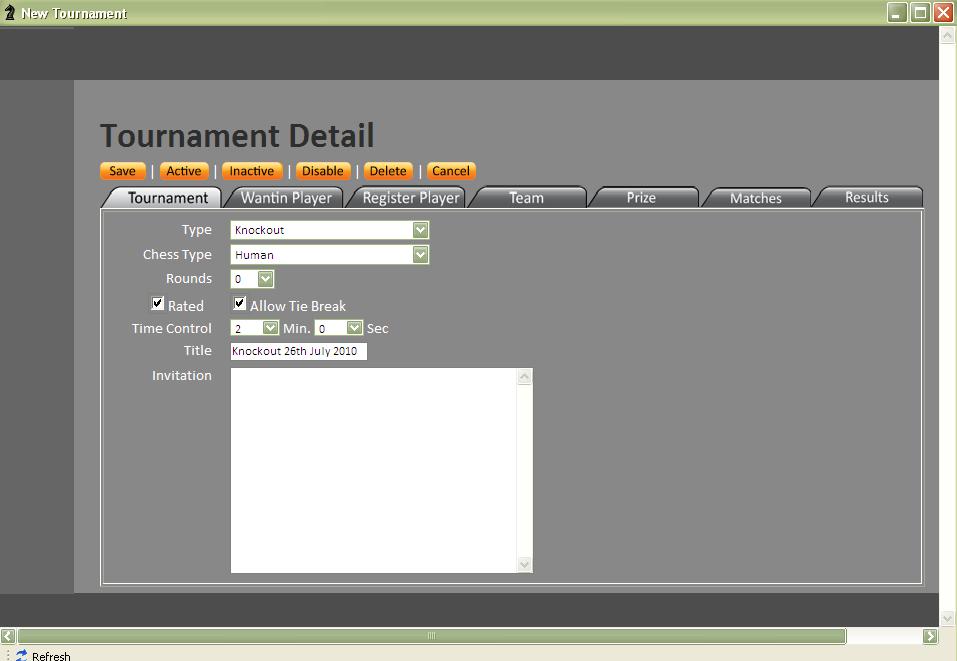 New Tournament
Tournament Detail
Save | Active | Inactive | Disable | Delete | Cancel
Tournament Wantin Player Register Player Team Prize Matches Results
Type Knockout
Chess Type Human
Rounds 0
Rated Allow Tie Break
Time Control 2 Min. 0 Sec
Title Knockout 26th July 2010
Invitation
Refresh